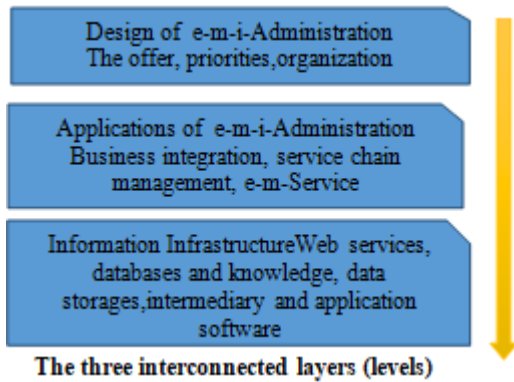 Design of e-m-i-Administration
The offer, priorities,organization
Applications of e-m-i-Administration
Business integration, service chain
management, e-m-Service
Information InfrastructureWeb services,
databases and knowledge, data
storages,intermediary and application
software
The three interconnected layers (levels)